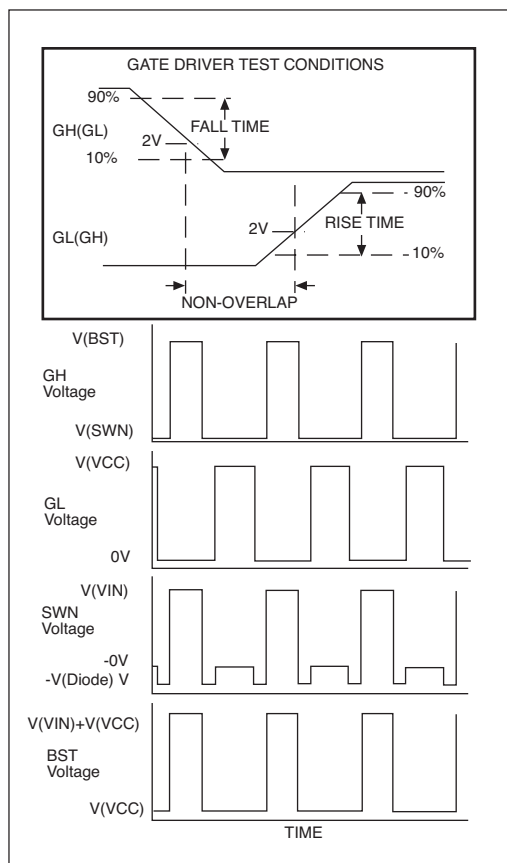 GATE DRIVER TEST CONDITIONS
90%
FALL TIME
GH(GL)
2V
10%
90%
RISE TIME
2V
GL(GH)
10%
NON-OVERLAP
V(BST)
GH
Voltage
V(SWN)
V(VCC)
GL
Voltage
0V
V(VIN)
SWN
Voltage
-0V
-V(Diode) V
V(VIN)+V(VCC)
BST
Voltage
V(VCC)
TIME